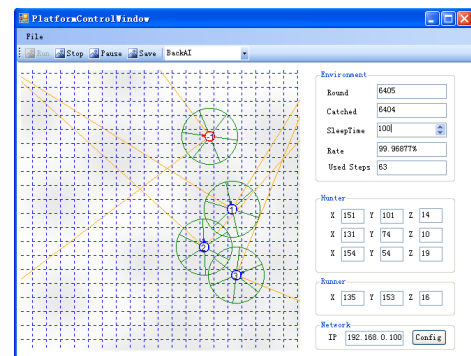 PlatformControlWindow
File
Run Stop Pause Save BackAI
Environment
Round 6405
Catched 6404
SleepTime 100
Rate 99.96877%
Used Steps 63
Hunter
X 151 Y 101 Z 14
X 131 Y 74 Z 10
X 154 Y 54 Z 19
Runner
X 135 Y 153 Z 16
Network
IP 192.168.0.100 Config
1
2